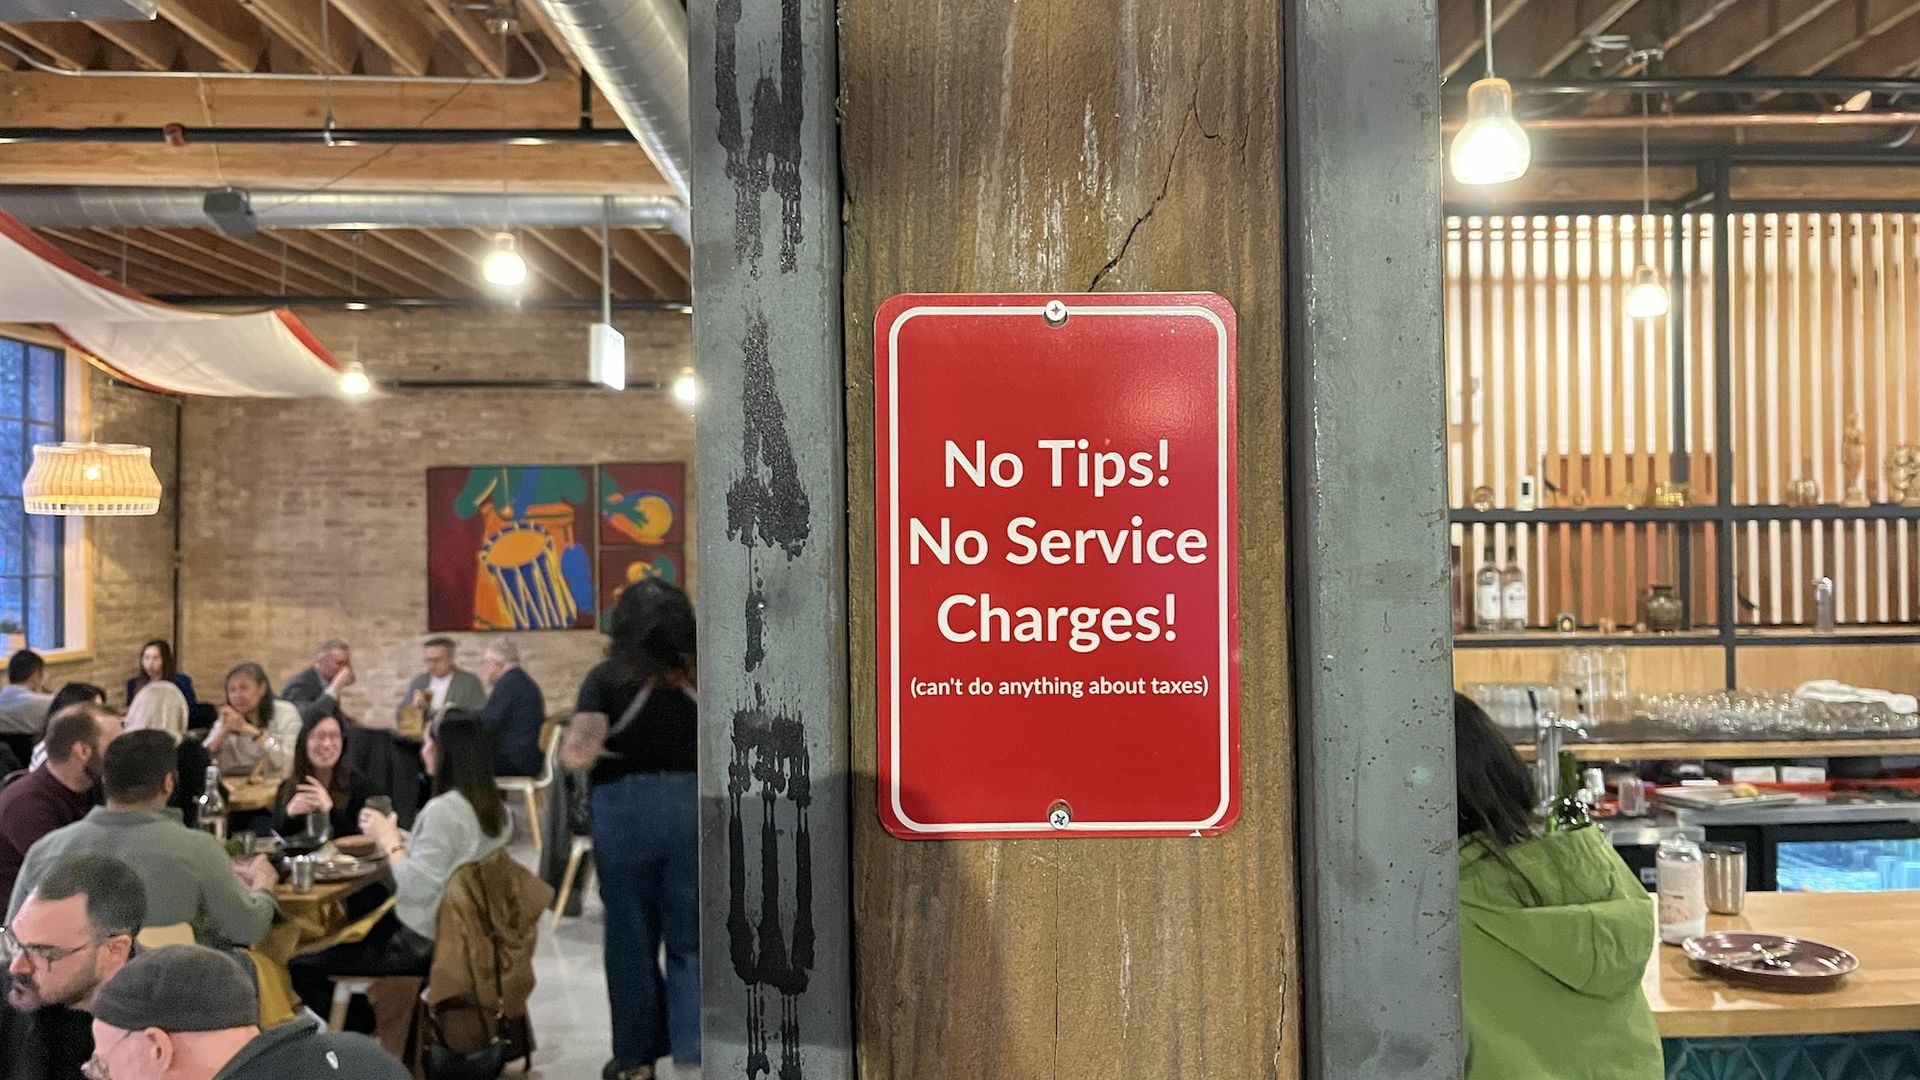 No Tips!
No Service
Charges!
(can't do anything about taxes)